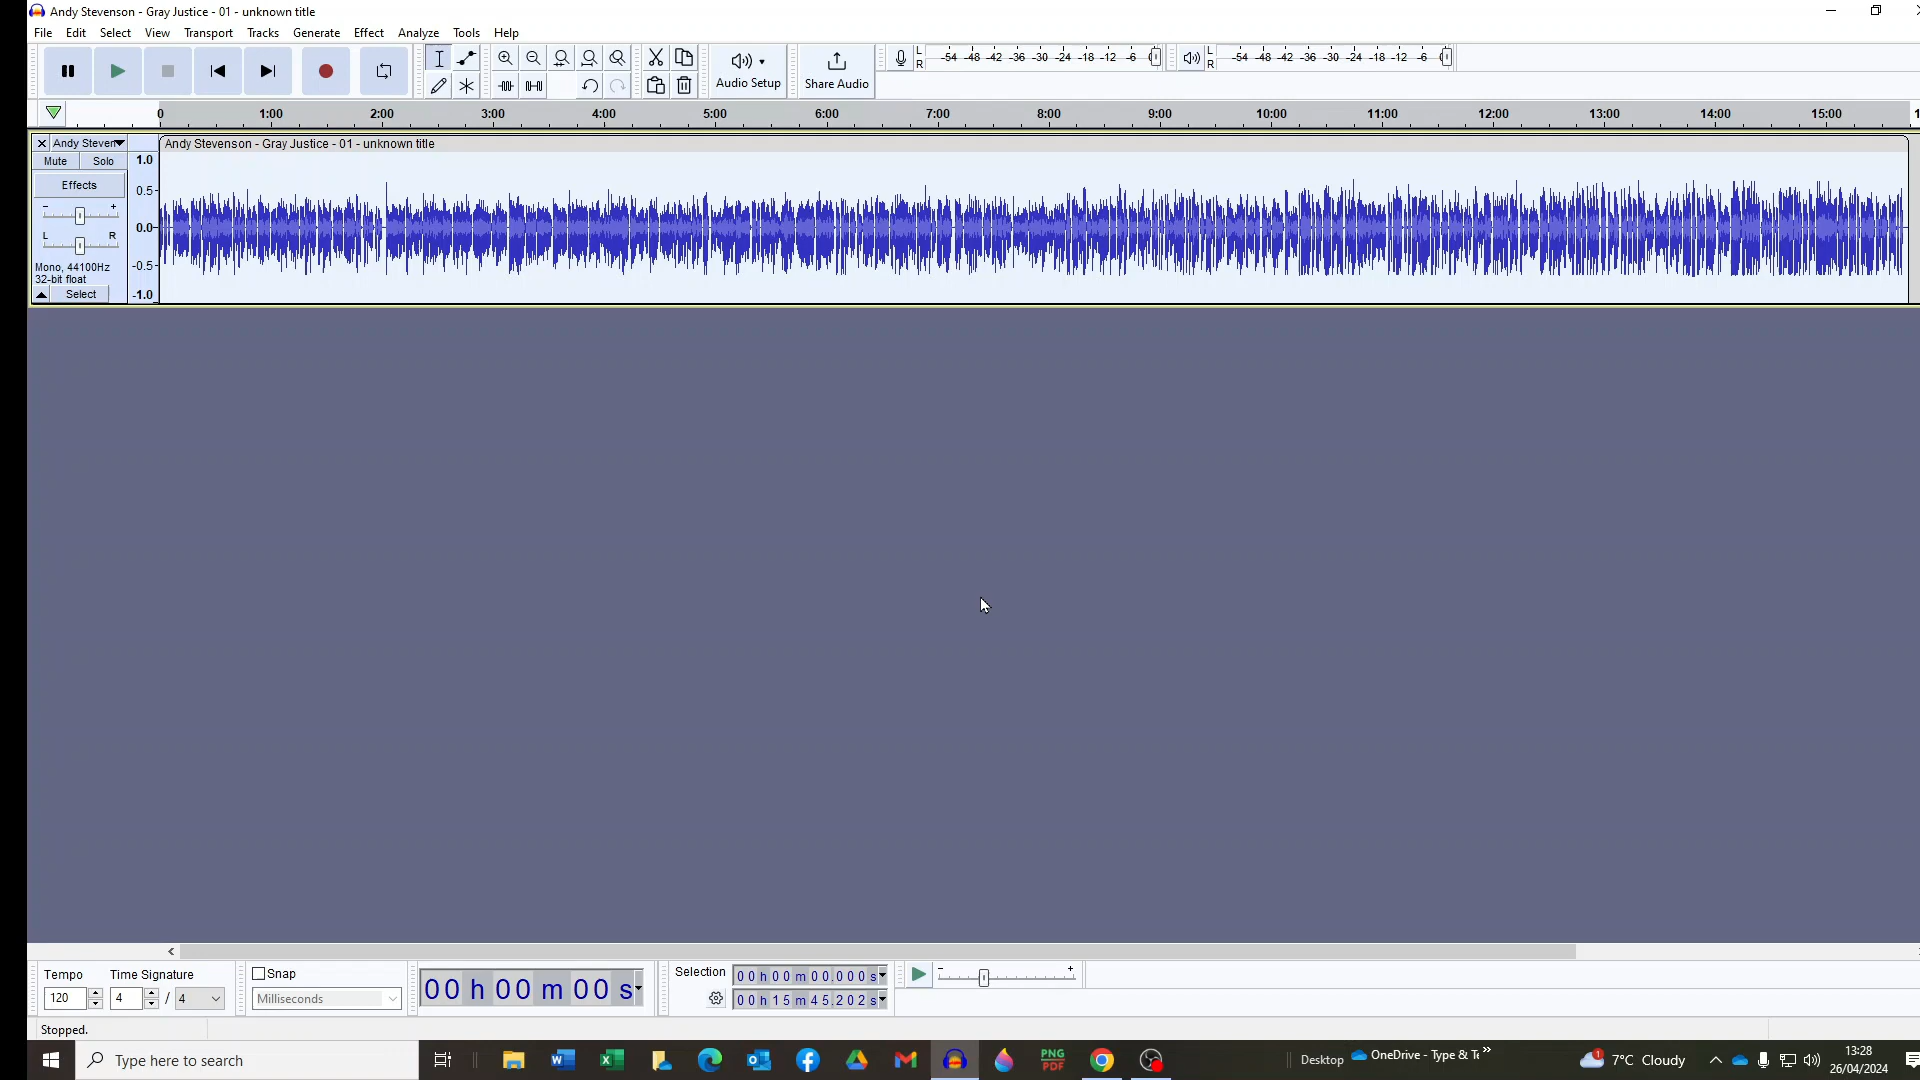 Andy Stevenson - Gray Justice - 01 - unknown title
File Edit Select View Transport Tracks Generate Effect Analyze Tools Help
Audio Setup
Share Audio
L
R
-54 -48 -42 -36 -30 -24 -18 -12 -6 0
L
R
-54 -48 -42 -36 -30 -24 -18 -12 -6 0
0 1:00 2:00 3:00 4:00 5:00 6:00 7:00 8:00 9:00 10:00 11:00 12:00 13:00 14:00 15:00
Andy Steven
Andy Stevenson - Gray Justice - 01 - unknown title
Mute Solo
1.0
Effects
0.5
- +
0.0
L R
Mono, 44100Hz
-0.5
32-bit float
Select
-1.0
Tempo Time Signature
Snap
Selection
00h00m00.000s
- +
120 4 / 4
Milliseconds
00 h 00 m 00 s
00h15m45.202s
Stopped.
Type here to search
PNG
PDF
Desktop
OneDrive - Type & Te
1
7°C Cloudy
13:28
26/04/2024